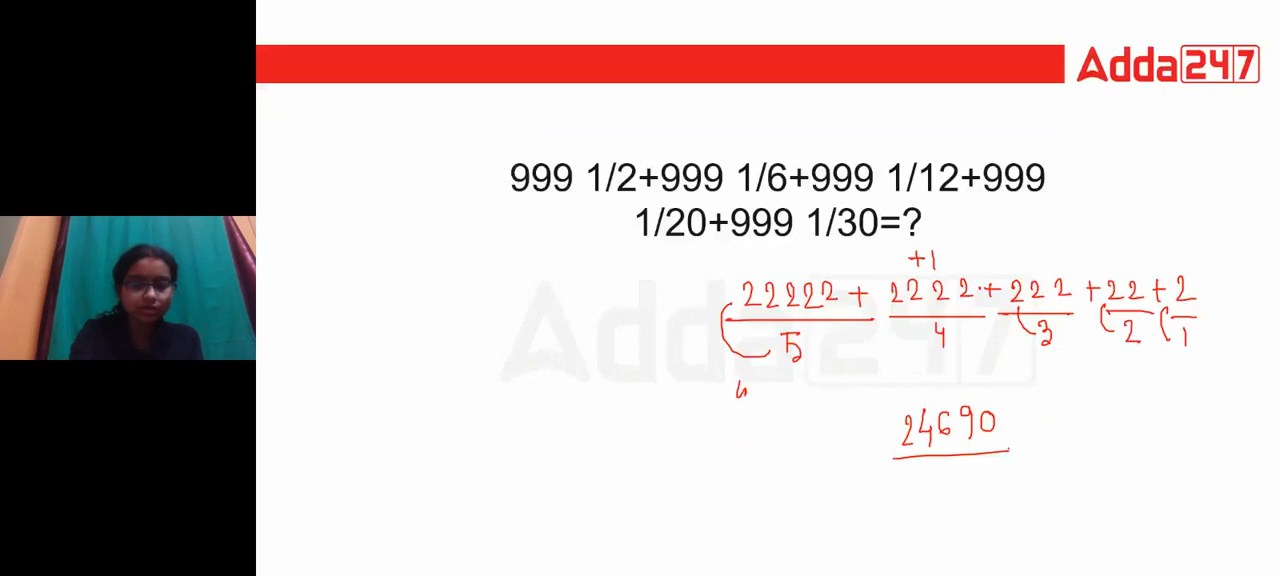 Adda247
999 1/2+999 1/6+999 1/12+999
1/20+999 1/30=?
+1
22222 + 2222 + 222 + 22 + 2
5 4 3 2 1
24690
Adda247